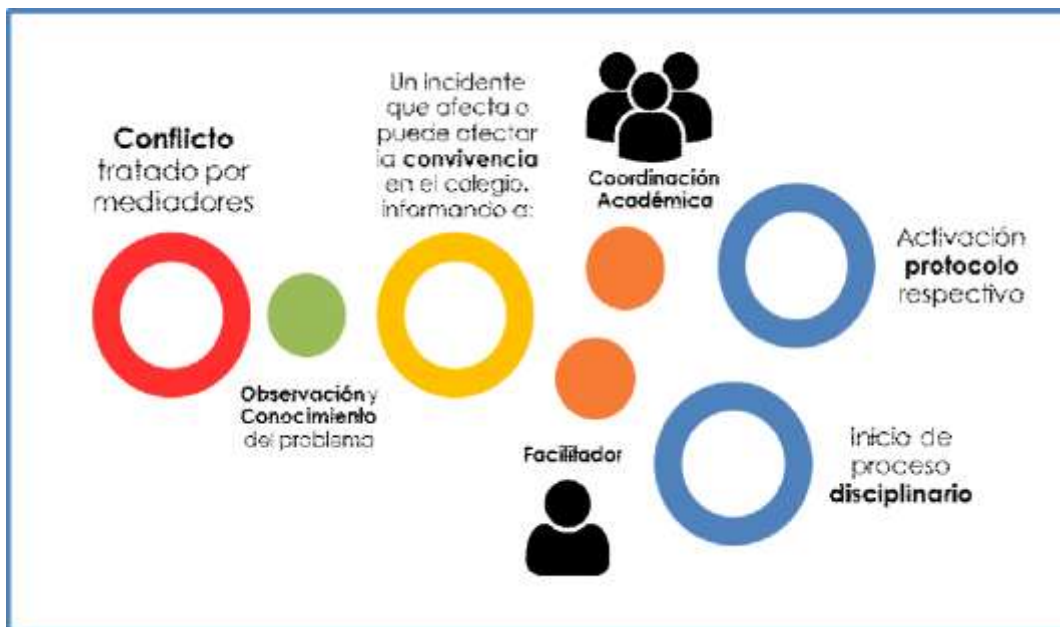 Conflicto
tratado por
mediadores
Observación y
Conocimiento
del problema
Un incidente
que afecta o
puede afectar
la convivencia
en el colegio.
informando a:
Coordinación
Académica
Facilitador
Activación
protocolo
respectivo
Inicio de
proceso
disciplinario